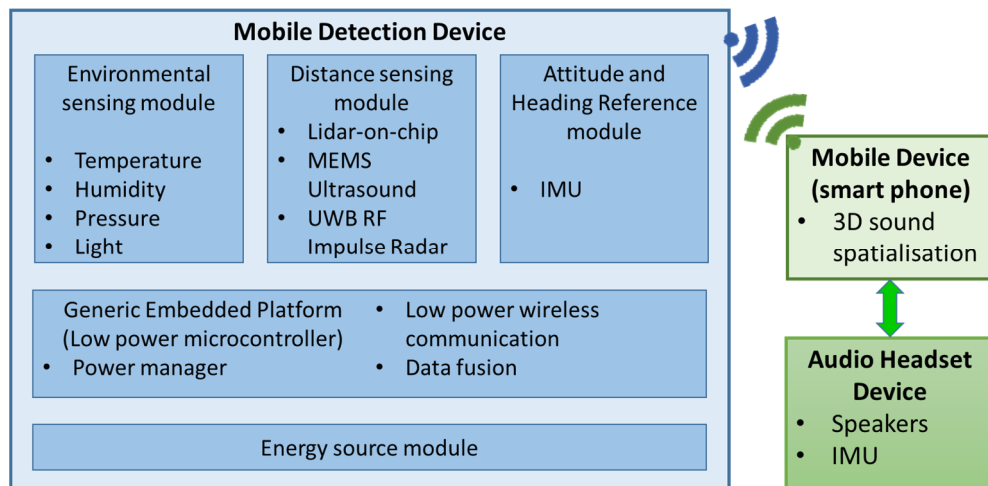 Mobile Detection Device
Environmental
sensing module
• Temperature
• Humidity
• Pressure
• Light
Distance sensing
module
• Lidar-on-chip
• MEMS
Ultrasound
• UWB RF
Impulse Radar
Attitude and
Heading Reference
module
• IMU
Generic Embedded Platform
(Low power microcontroller)
• Power manager
• Low power wireless
communication
• Data fusion
Energy source module
Mobile Device
(smart phone)
• 3D sound
spatialisation
Audio Headset
Device
• Speakers
• IMU